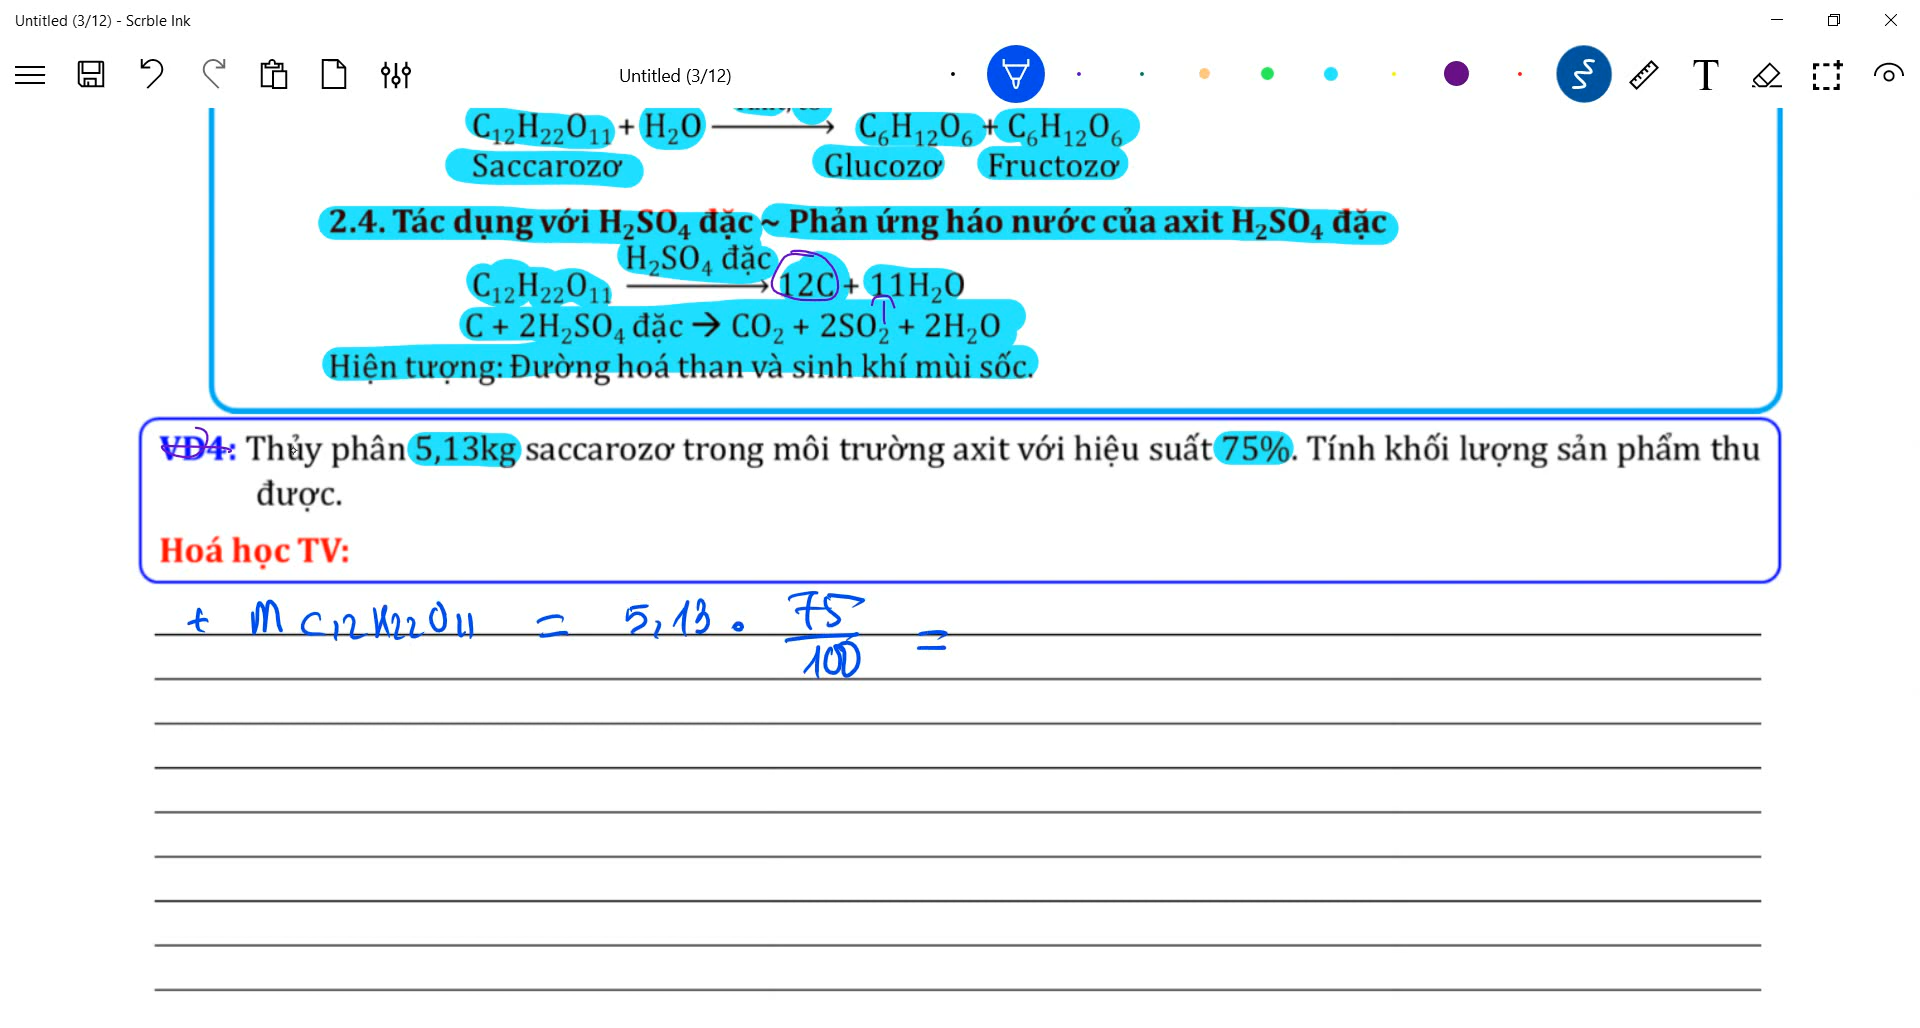 Untitled (3/12) - Scrble Ink
Untitled (3/12) T
C₁₂H₂₂O₁₁ + H₂O ⟶ C₆H₁₂O₆ + C₆H₁₂O₆
Saccarozơ Glucozơ Fructozơ
2.4. Tác dụng với H₂SO₄ đặc ~ Phản ứng háo nước của axit H₂SO₄ đặc
H₂SO₄ đặc
C₁₂H₂₂O₁₁ ⟶ 12C + 11H₂O
C + 2H₂SO₄ đặc → CO₂ + 2SO₂ + 2H₂O
Hiện tượng: Đường hoá than và sinh khí mùi sốc.
VD4: Thủy phân 5,13kg saccarozơ trong môi trường axit với hiệu suất 75%. Tính khối lượng sản phẩm thu
được.
Hoá học TV:
+ m C₁₂H₂₂O₁₁ = 5,13 . 75/100 =